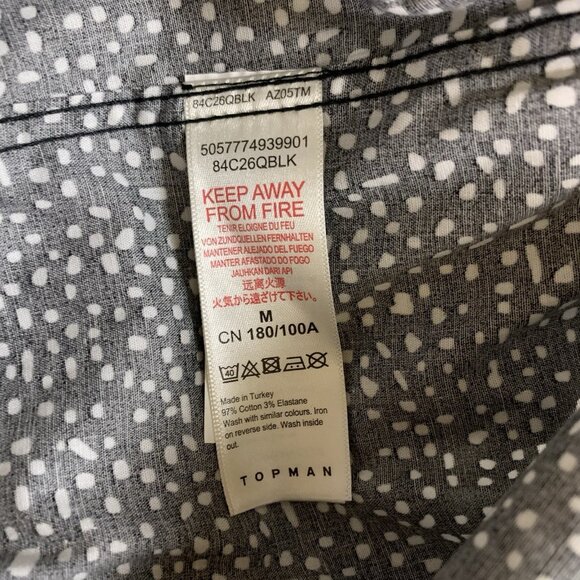 84C26QBLK AZ05TM
5057774939901
84C26QBLK
KEEP AWAY
FROM FIRE
TENIR ELOIGNE DU FEU
VON ZUNDQUELLEN FERNHALTEN
MANTENER ALEJADO DEL FUEGO
MANTER AFASTADO DO FOGO
JAUHKAN DARI API
远离火源
火気から遠ざけて下さい。
M
CN 180/100A
40
Made in Turkey
97% Cotton 3% Elastane
Wash with similar colours. Iron
on reverse side. Wash inside
out.
TOPMAN